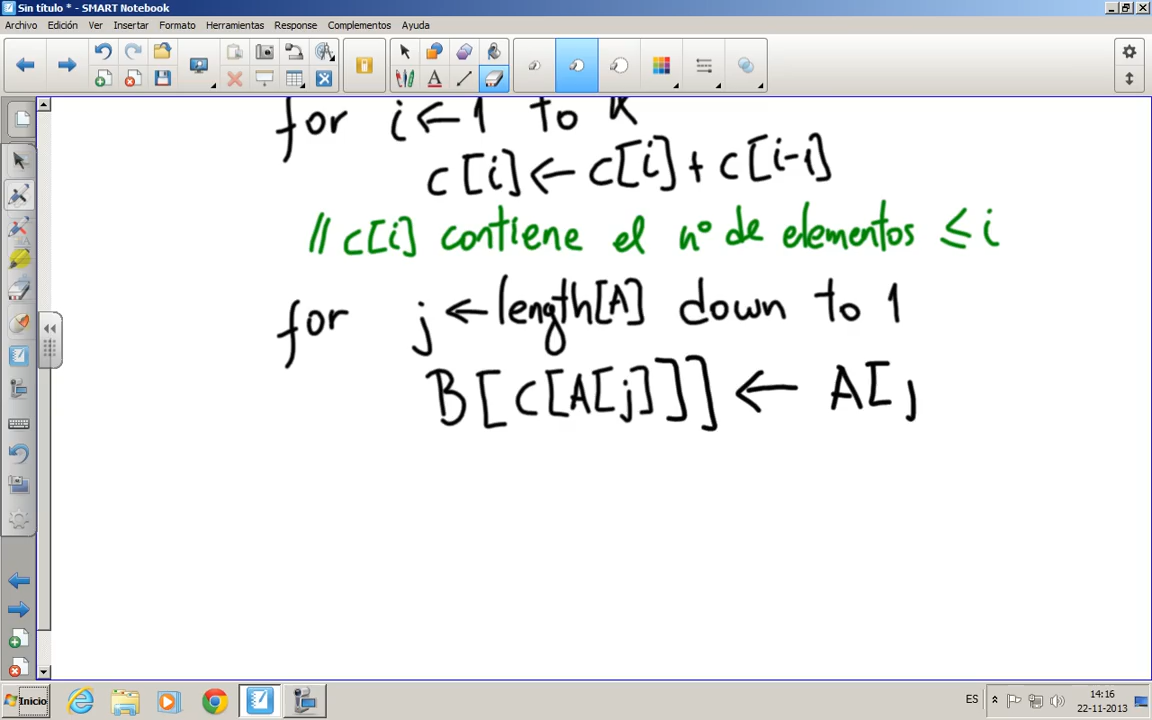 Sin título * - SMART Notebook
Archivo Edición Ver Insertar Formato Herramientas Response Complementos Ayuda
for i ← 1 to K
c[i] ← c[i] + c[i-1]
// c[i] contiene el nº de elementos ≤ i
for j ← length[A] down to 1
B[c[A[j]]] ← A[j
Inicio
ES
14:16
22-11-2013